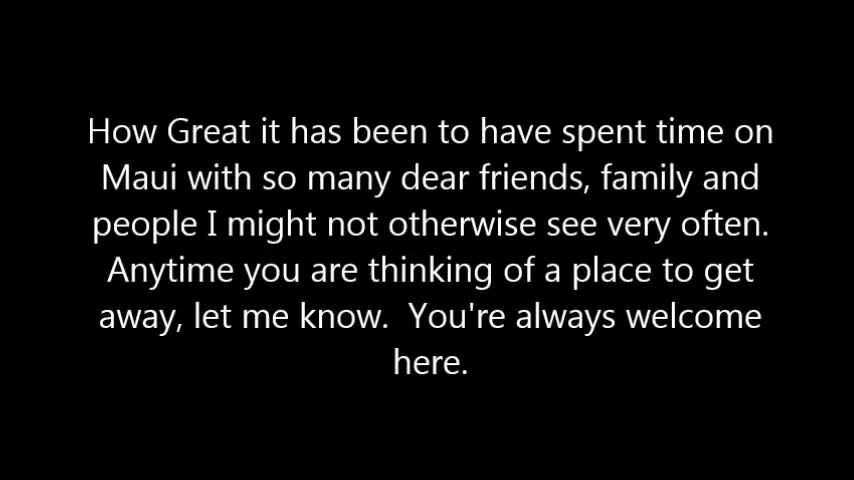 How Great it has been to have spent time on
Maui with so many dear friends, family and
people I might not otherwise see very often.
Anytime you are thinking of a place to get
away, let me know.  You're always welcome
here.